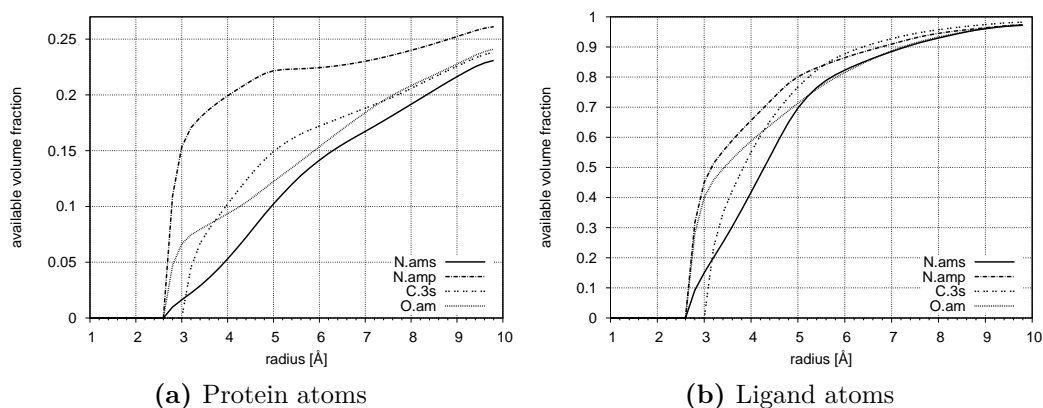 available volume fraction
0.25
0.2
0.15
0.1
0.05
0
1 2 3 4 5 6 7 8 9 10
radius [Å]
N.ams
N.amp
C.3s
O.am
(a) Protein atoms
available volume fraction
1
0.9
0.8
0.7
0.6
0.5
0.4
0.3
0.2
0.1
0
1 2 3 4 5 6 7 8 9 10
radius [Å]
N.ams
N.amp
C.3s
O.am
(b) Ligand atoms